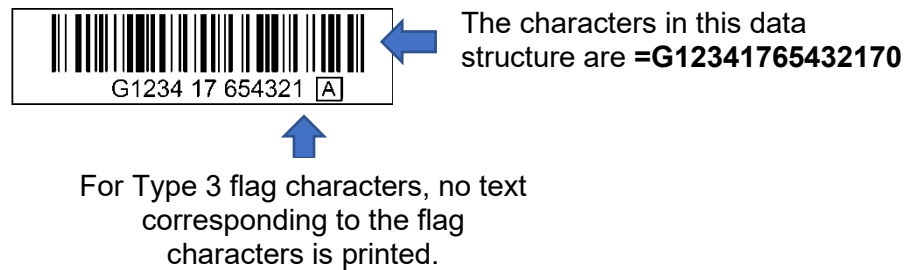 The characters in this data
structure are =G12341765432170
G1234 17 654321 A
For Type 3 flag characters, no text
corresponding to the flag
characters is printed.